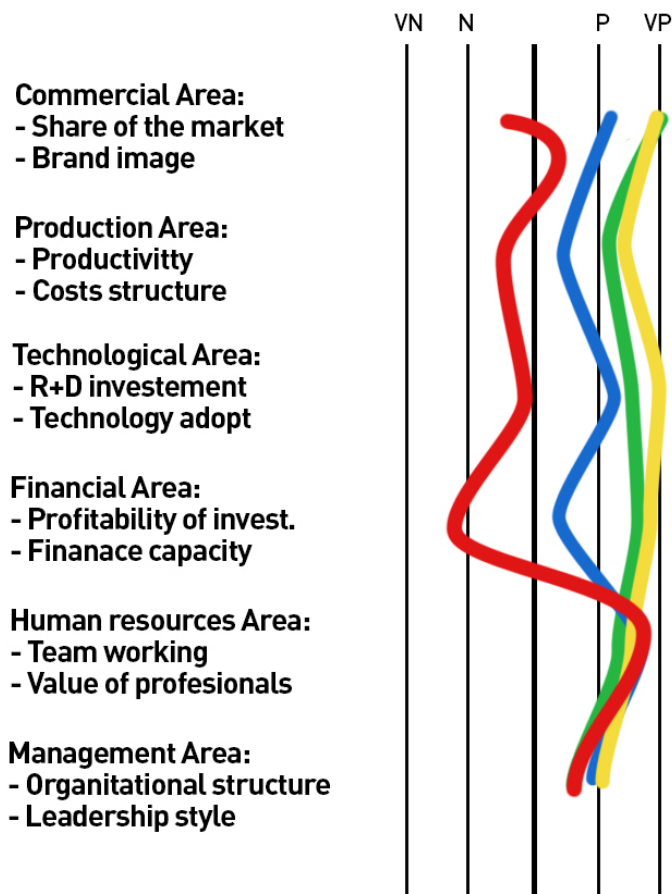 VN N P VP
Commercial Area:
- Share of the market
- Brand image
Production Area:
- Productivitty
- Costs structure
Technological Area:
- R+D investement
- Technology adopt
Financial Area:
- Profitability of invest.
- Finanace capacity
Human resources Area:
- Team working
- Value of profesionals
Management Area:
- Organitational structure
- Leadership style